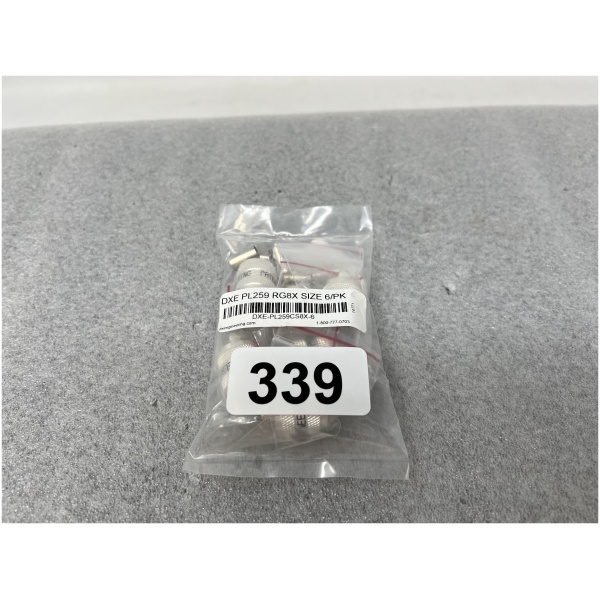 DXE PL259 RG8X SIZE 6/PK
DXE-PL259CS8X-6
1-800-777-0703
339